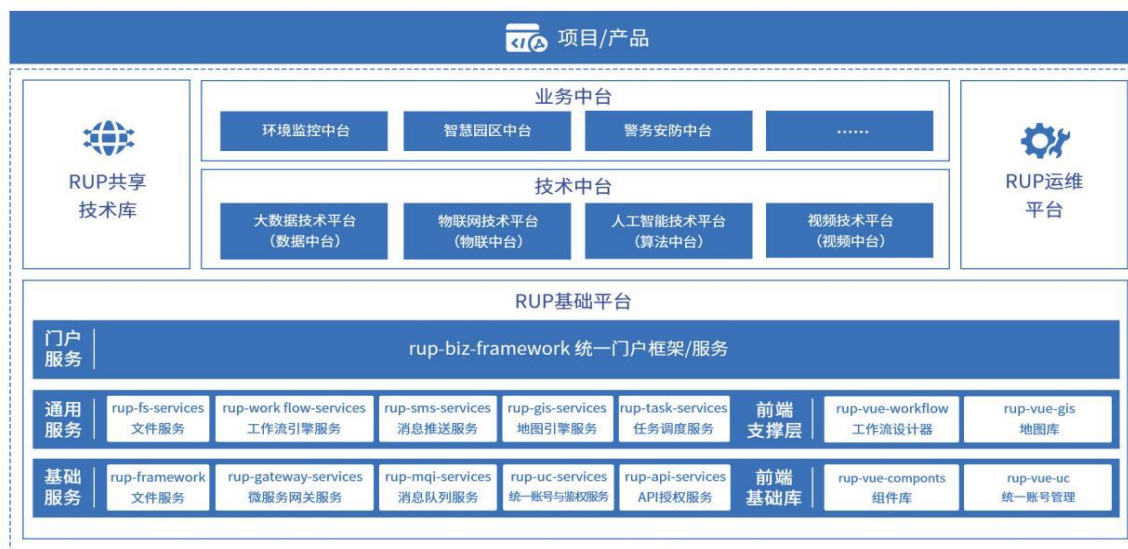 项目/产品
RUP共享
技术库
业务中台
环境监控中台
智慧园区中台
警务安防中台
......
技术中台
大数据技术平台
（数据中台）
物联网技术平台
（物联中台）
人工智能技术平台
（算法中台）
视频技术平台
（视频中台）
RUP运维
平台
RUP基础平台
门户
服务
rup-biz-framework 统一门户框架/服务
通用
服务
rup-fs-services
文件服务
rup-work flow-services
工作流引擎服务
rup-sms-services
消息推送服务
rup-gis-services
地图引擎服务
rup-task-services
任务调度服务
前端
支撑层
rup-vue-workflow
工作流设计器
rup-vue-gis
地图库
基础
服务
rup-framework
文件服务
rup-gateway-services
微服务网关服务
rup-mqi-services
消息队列服务
rup-uc-services
统一账号与鉴权服务
rup-api-services
API授权服务
前端
基础库
rup-vue-componts
组件库
rup-vue-uc
统一账号管理